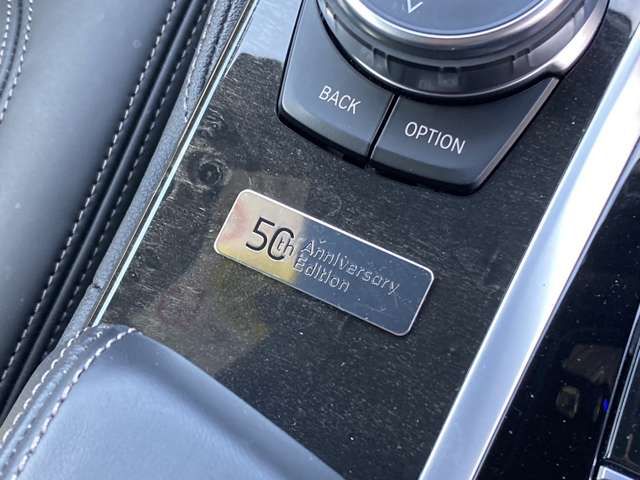 BACK
OPTION
50th Anniversary
Edition